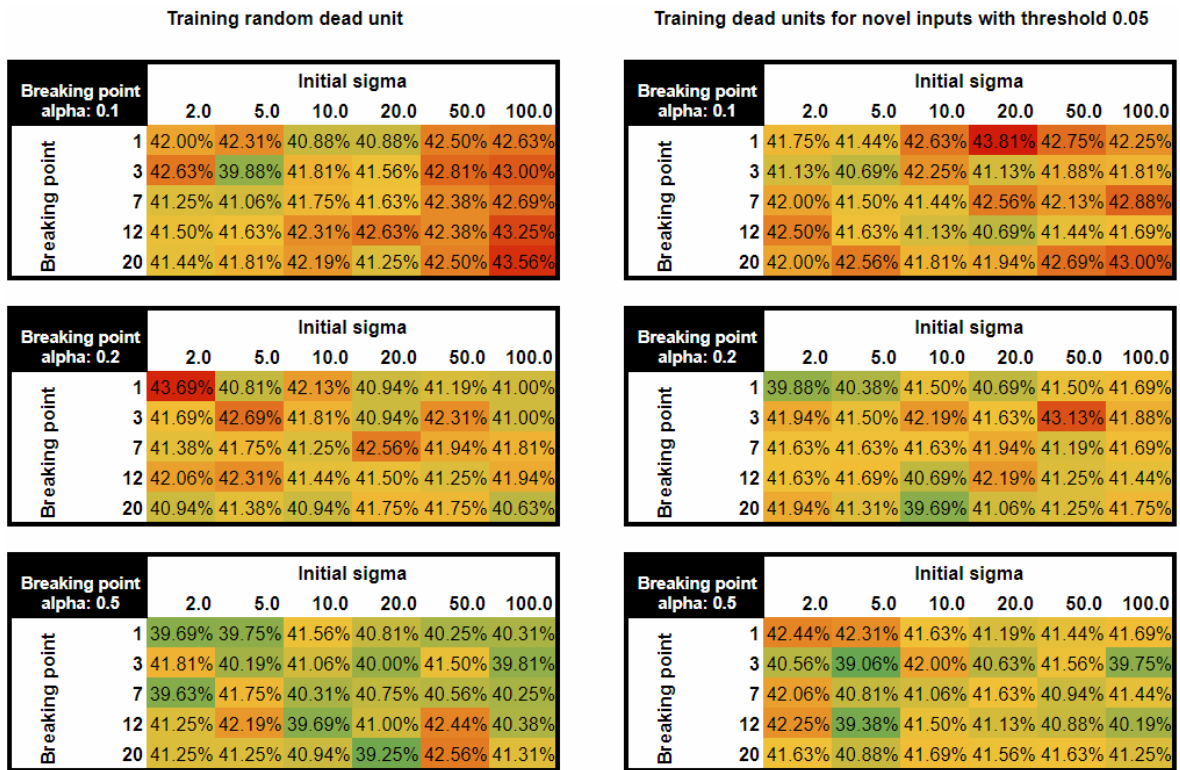 Training random dead unit
Breaking point alpha: 0.1 Initial sigma
2.0 5.0 10.0 20.0 50.0 100.0
Breaking point
1 42.00% 42.31% 40.88% 40.88% 42.50% 42.63%
3 42.63% 39.88% 41.81% 41.56% 42.81% 43.00%
7 41.25% 41.06% 41.75% 41.63% 42.38% 42.69%
12 41.50% 41.63% 42.31% 42.63% 42.38% 43.25%
20 41.44% 41.81% 42.19% 41.25% 42.50% 43.56%
Breaking point alpha: 0.2 Initial sigma
2.0 5.0 10.0 20.0 50.0 100.0
Breaking point
1 43.69% 40.81% 42.13% 40.94% 41.19% 41.00%
3 41.69% 42.69% 41.81% 40.94% 42.31% 41.00%
7 41.38% 41.75% 41.25% 42.56% 41.94% 41.81%
12 42.06% 42.31% 41.44% 41.50% 41.25% 41.94%
20 40.94% 41.38% 40.94% 41.75% 41.75% 40.63%
Breaking point alpha: 0.5 Initial sigma
2.0 5.0 10.0 20.0 50.0 100.0
Breaking point
1 39.69% 39.75% 41.56% 40.81% 40.25% 40.31%
3 41.81% 40.19% 41.06% 40.00% 41.50% 39.81%
7 39.63% 41.75% 40.31% 40.75% 40.56% 40.25%
12 41.25% 42.19% 39.69% 41.00% 42.44% 40.38%
20 41.25% 41.25% 40.94% 39.25% 42.56% 41.31%
Training dead units for novel inputs with threshold 0.05
Breaking point alpha: 0.1 Initial sigma
2.0 5.0 10.0 20.0 50.0 100.0
Breaking point
1 41.75% 41.44% 42.63% 43.81% 42.75% 42.25%
3 41.13% 40.69% 42.25% 41.13% 41.88% 41.81%
7 42.00% 41.50% 41.44% 42.56% 42.13% 42.88%
12 42.50% 41.63% 41.13% 40.69% 41.44% 41.69%
20 42.00% 42.56% 41.81% 41.94% 42.69% 43.00%
Breaking point alpha: 0.2 Initial sigma
2.0 5.0 10.0 20.0 50.0 100.0
Breaking point
1 39.88% 40.38% 41.50% 40.69% 41.50% 41.69%
3 41.94% 41.50% 42.19% 41.63% 43.13% 41.88%
7 41.63% 41.63% 41.63% 41.94% 41.19% 41.69%
12 41.63% 41.69% 40.69% 42.19% 41.25% 41.44%
20 41.94% 41.31% 39.69% 41.06% 41.25% 41.75%
Breaking point alpha: 0.5 Initial sigma
2.0 5.0 10.0 20.0 50.0 100.0
Breaking point
1 42.44% 42.31% 41.63% 41.19% 41.44% 41.69%
3 40.56% 39.06% 42.00% 40.63% 41.56% 39.75%
7 42.06% 40.81% 41.06% 41.63% 40.94% 41.44%
12 42.25% 39.38% 41.50% 41.13% 40.88% 40.19%
20 41.63% 40.88% 41.69% 41.56% 41.63% 41.25%